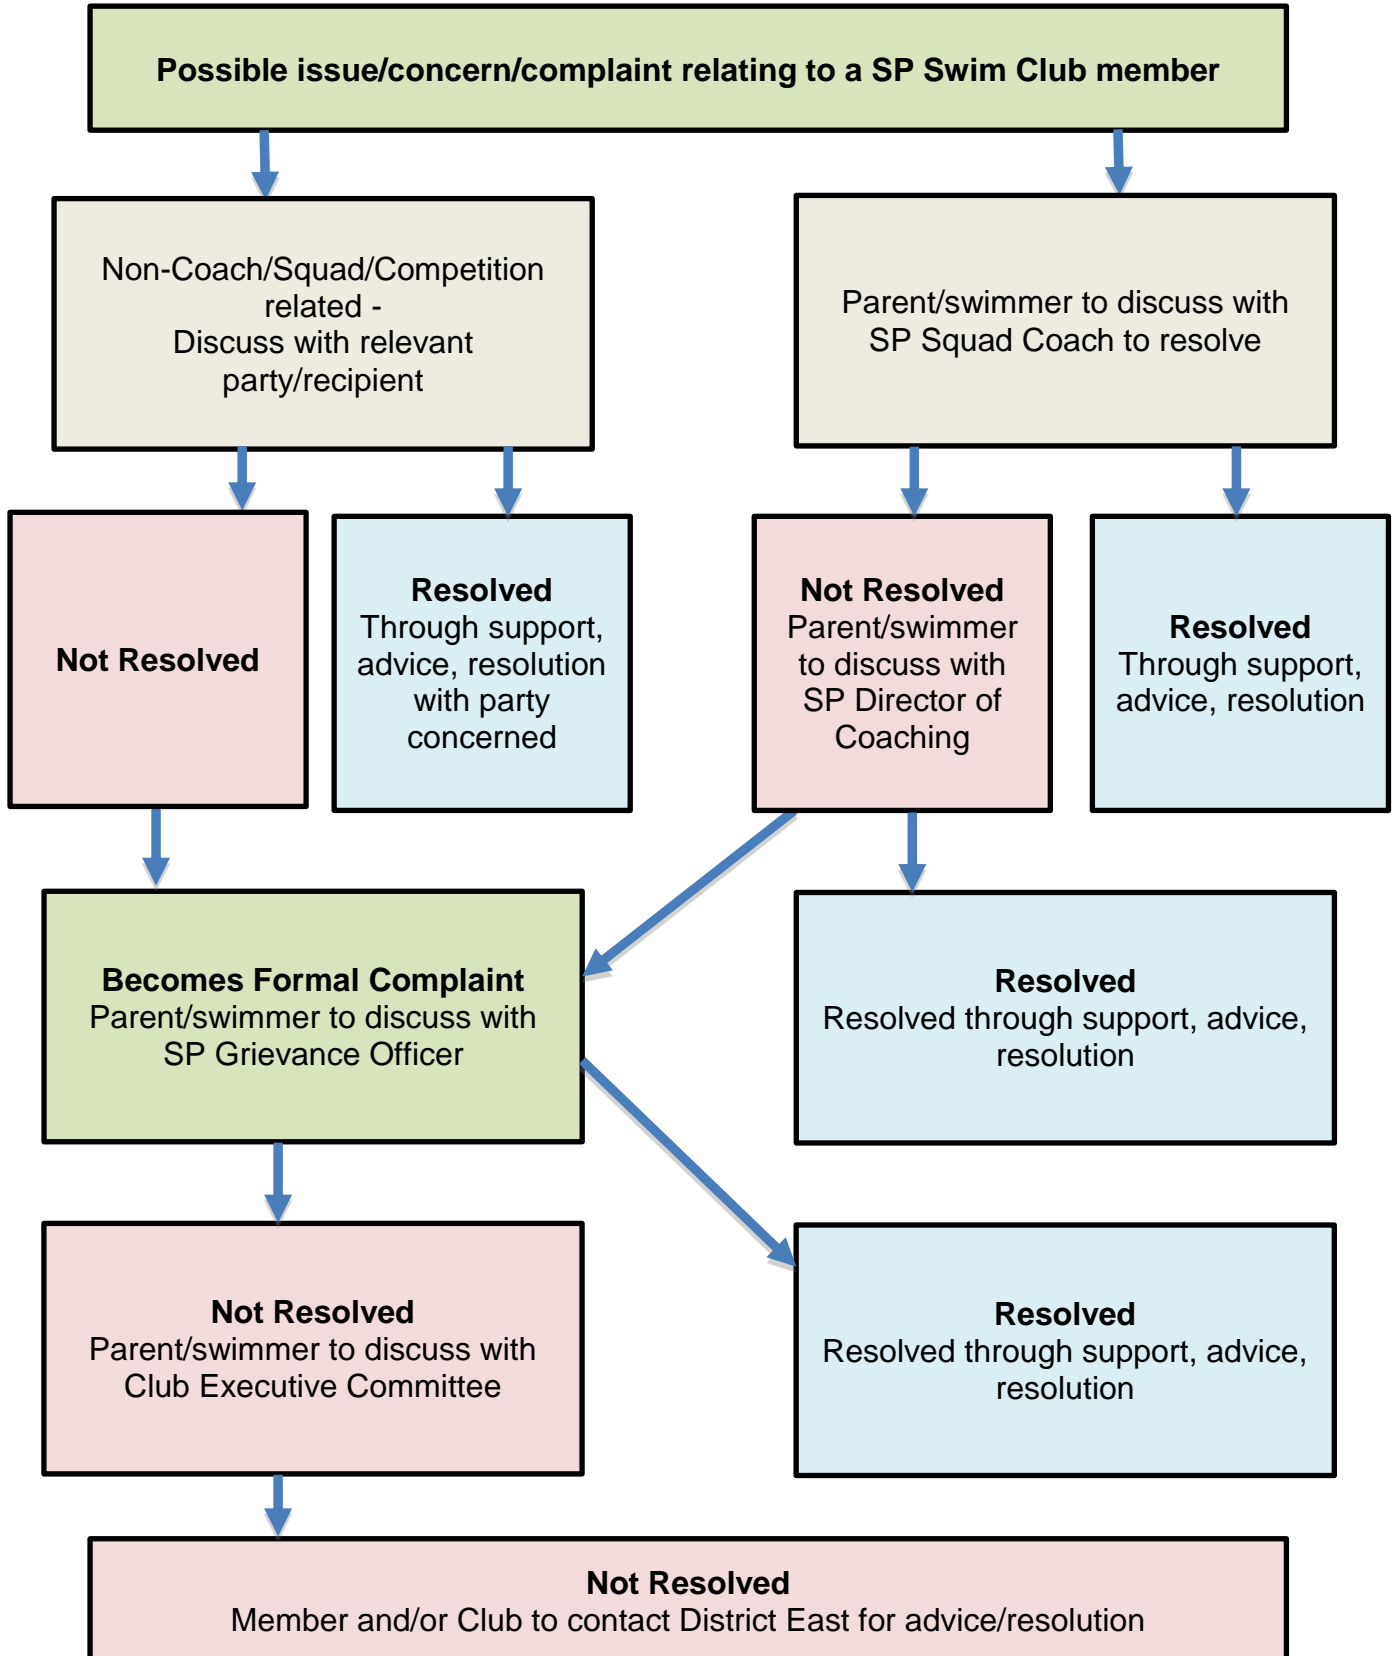 Possible issue/concern/complaint relating to a SP Swim Club member
Non-Coach/Squad/Competition
related -
Discuss with relevant
party/recipient
Parent/swimmer to discuss with
SP Squad Coach to resolve
Not Resolved
Resolved
Through support,
advice, resolution
with party
concerned
Not Resolved
Parent/swimmer
to discuss with
SP Director of
Coaching
Resolved
Through support,
advice, resolution
Becomes Formal Complaint
Parent/swimmer to discuss with
SP Grievance Officer
Resolved
Resolved through support, advice,
resolution
Not Resolved
Parent/swimmer to discuss with
Club Executive Committee
Resolved
Resolved through support, advice,
resolution
Not Resolved
Member and/or Club to contact District East for advice/resolution